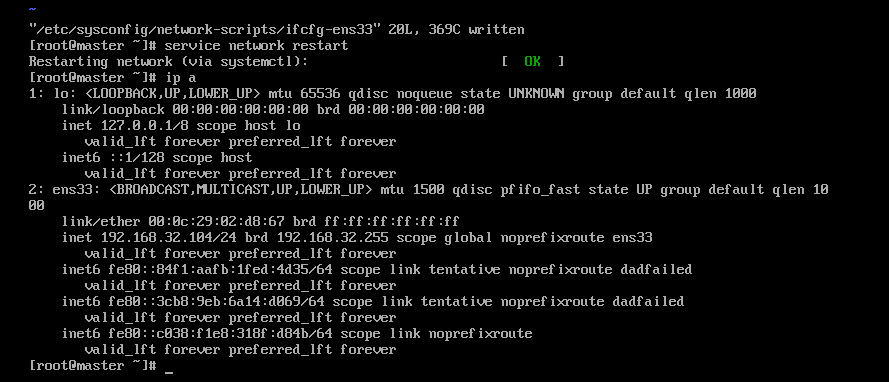 ~
"/etc/sysconfig/network-scripts/ifcfg-ens33" 20L, 369C written
[root@master ~]# service network restart
Restarting network (via systemctl):                        [  OK  ]
[root@master ~]# ip a
1: lo: <LOOPBACK,UP,LOWER_UP> mtu 65536 qdisc noqueue state UNKNOWN group default qlen 1000
    link/loopback 00:00:00:00:00:00 brd 00:00:00:00:00:00
    inet 127.0.0.1/8 scope host lo
       valid_lft forever preferred_lft forever
    inet6 ::1/128 scope host
       valid_lft forever preferred_lft forever
2: ens33: <BROADCAST,MULTICAST,UP,LOWER_UP> mtu 1500 qdisc pfifo_fast state UP group default qlen 10
00
    link/ether 00:0c:29:02:d8:67 brd ff:ff:ff:ff:ff:ff
    inet 192.168.32.104/24 brd 192.168.32.255 scope global noprefixroute ens33
       valid_lft forever preferred_lft forever
    inet6 fe80::84f1:aafb:1fed:4d35/64 scope link tentative noprefixroute dadfailed
       valid_lft forever preferred_lft forever
    inet6 fe80::3cb8:9eb:6a14:d069/64 scope link tentative noprefixroute dadfailed
       valid_lft forever preferred_lft forever
    inet6 fe80::c038:f1e8:318f:d84b/64 scope link noprefixroute
       valid_lft forever preferred_lft forever
[root@master ~]# _